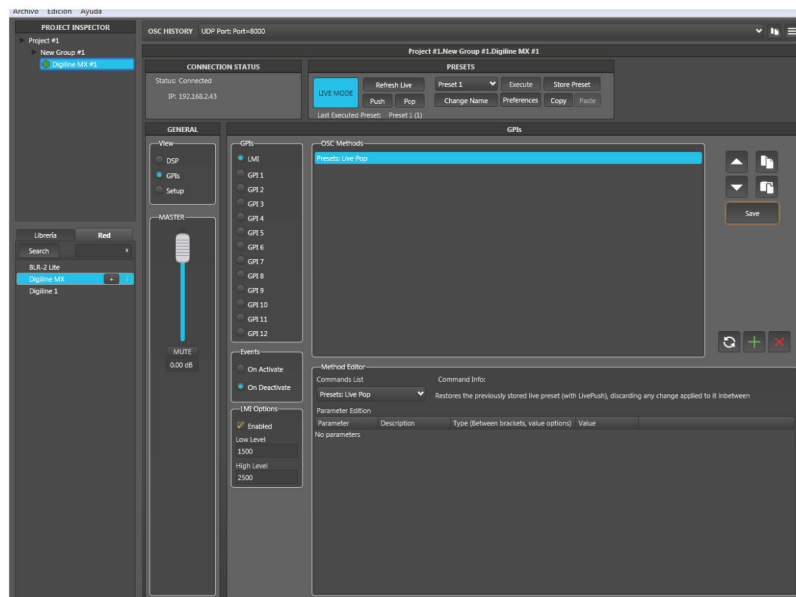 Archivo Edición Ayuda
PROJECT INSPECTOR
Project #1
New Group #1
Digiline MX #1
OSC HISTORY UDP Port: Port=8000
Project #1.New Group #1.Digiline MX #1
CONNECTION STATUS
Status: Connected
IP: 192.168.2.43
PRESETS
LIVE MODE
Refresh Live
Push Pop
Preset 1 Execute Store Preset
Change Name Preferences Copy Paste
Last Executed Preset: Preset 1 (1)
GENERAL
View
DSP
GPIs
Setup
MASTER
MUTE
0.00 dB
GPIs
GPIs
LMI
GPI 1
GPI 2
GPI 3
GPI 4
GPI 5
GPI 6
GPI 7
GPI 8
GPI 9
GPI 10
GPI 11
GPI 12
Events
On Activate
On Deactivate
LMI Options
Enabled
Low Level
1500
High Level
2500
OSC Methods
Presets: Live Pop
Save
Method Editor
Commands List Command Info:
Presets: Live Pop Restores the previously stored live preset (with LivePush), discarding any change applied to it inbetween
Parameter Edition
Parameter Description Type (Between brackets, value options) Value
No parameters
Librería Red
Search
BLR-2 Lite
Digiline MX +
Digiline 1